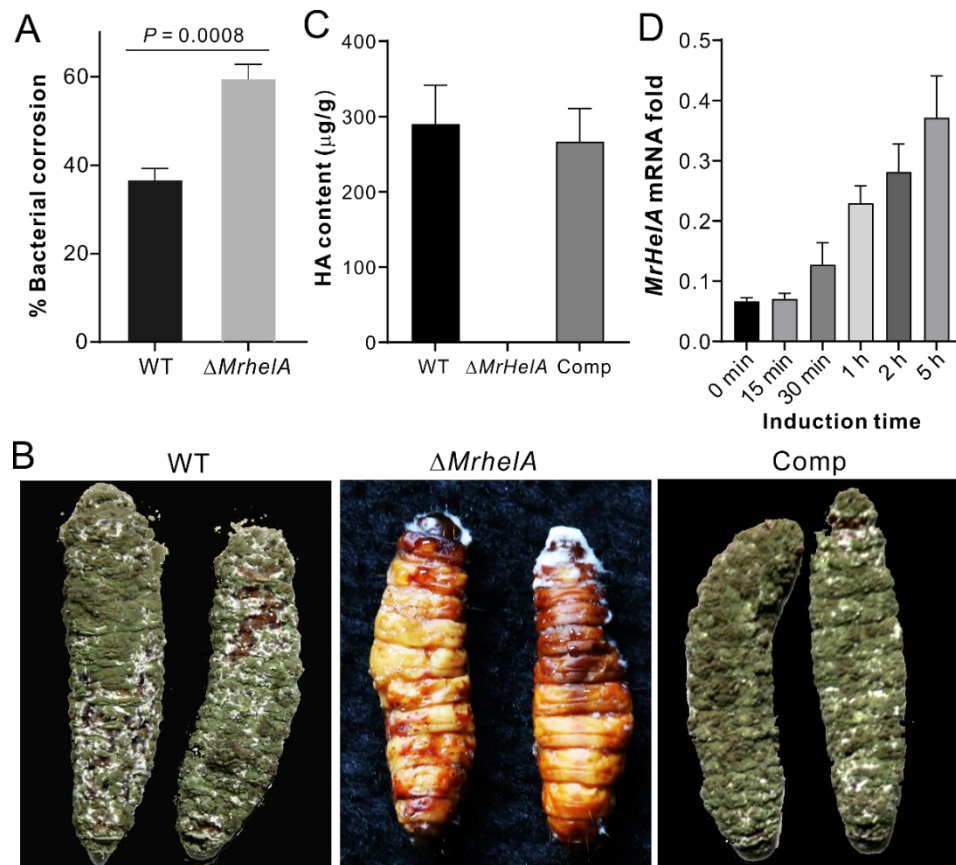 A
P = 0.0008
% Bacterial corrosion
60
40
20
0
WT
ΔMrhelA
C
HA content (μg/g)
400
300
200
100
0
WT
ΔMrHelA
Comp
D
MrHelA mRNA fold
0.5
0.4
0.3
0.2
0.1
0.0
0 min
15 min
30 min
1 h
2 h
5 h
Induction time
B
WT
ΔMrhelA
Comp